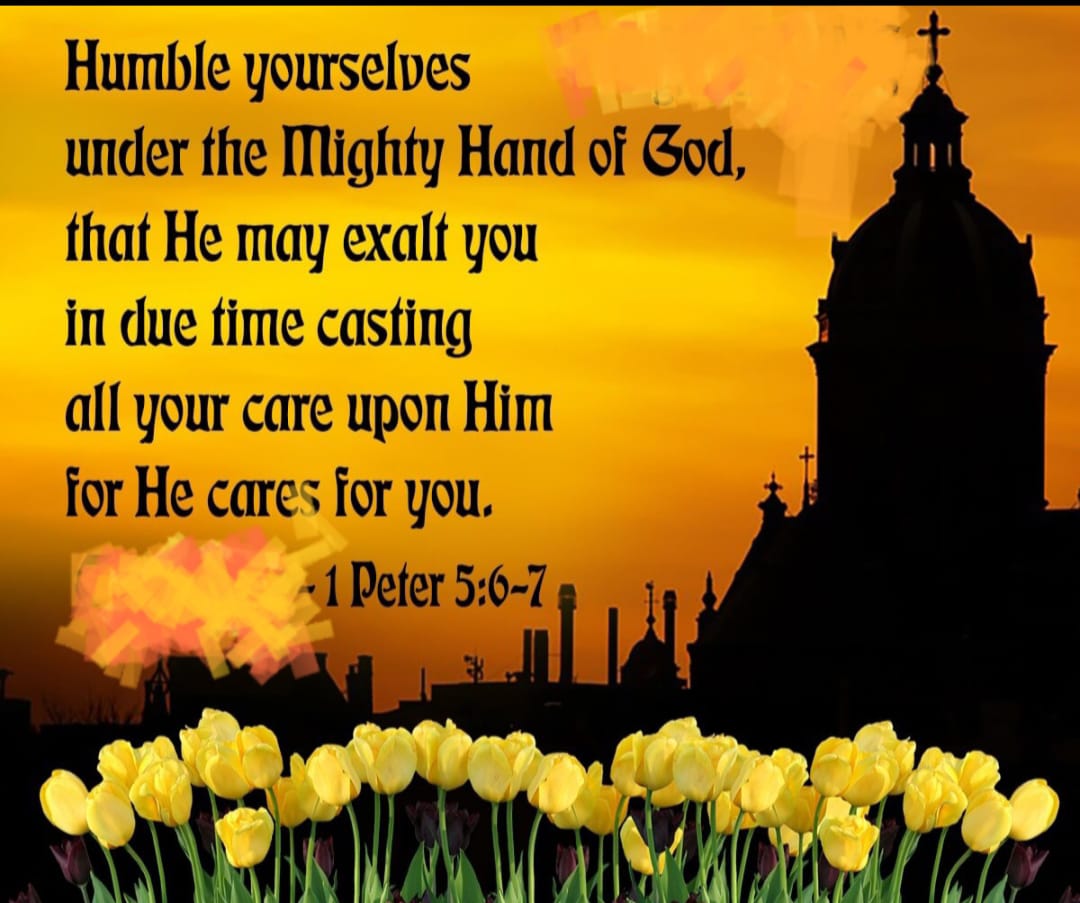 Humble yourselves
under the Mighty Hand of God,
that He may exalt you
in due time casting
all your care upon Him
for He cares for you.
- 1 Peter 5:6-7